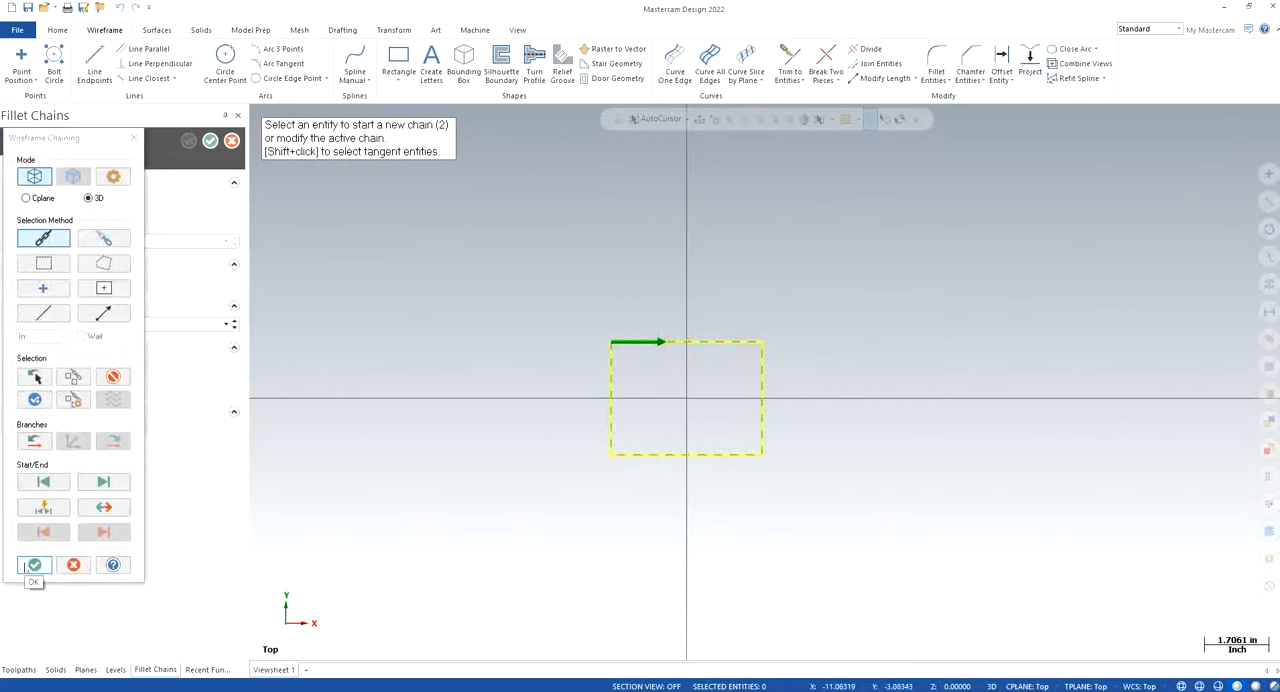 Mastercam Design 2022
File Home Wireframe Surfaces Solids Model Prep Mesh Drafting Transform Art Machine View
Standard My Mastercam
Point Position Bolt Circle
Points
Line Endpoints Line Parallel Line Perpendicular Line Closest
Lines
Circle Center Point Arc 3 Points Arc Tangent Circle Edge Point
Arcs
Spline Manual
Splines
Rectangle Create Letters Bounding Box Silhouette Boundary Turn Profile Relief Groove Raster to Vector Stair Geometry Door Geometry
Shapes
Curve One Edge Curve All Edges Curve Slice by Plane
Curves
Trim to Entities Break Two Pieces Divide Join Entities Modify Length Fillet Entities Chamfer Entities Offset Entity Project Close Arc Combine Views Refit Spline
Modify
Fillet Chains
Wireframe Chaining
Mode
Cplane 3D
Selection Method
In Wait
Selection
Branches
Start/End
OK
Select an entity to start a new chain (2)
or modify the active chain.
[Shift+click] to select tangent entities.
AutoCursor
Y
X
Top
1.7061 in
Inch
Toolpaths Solids Planes Levels Fillet Chains Recent Fun... Viewsheet 1 +
SECTION VIEW: OFF SELECTED ENTITIES: 0 X: -11.06319 Y: -3.08343 Z: 0.00000 3D CPLANE: Top TPLANE: Top WCS: Top